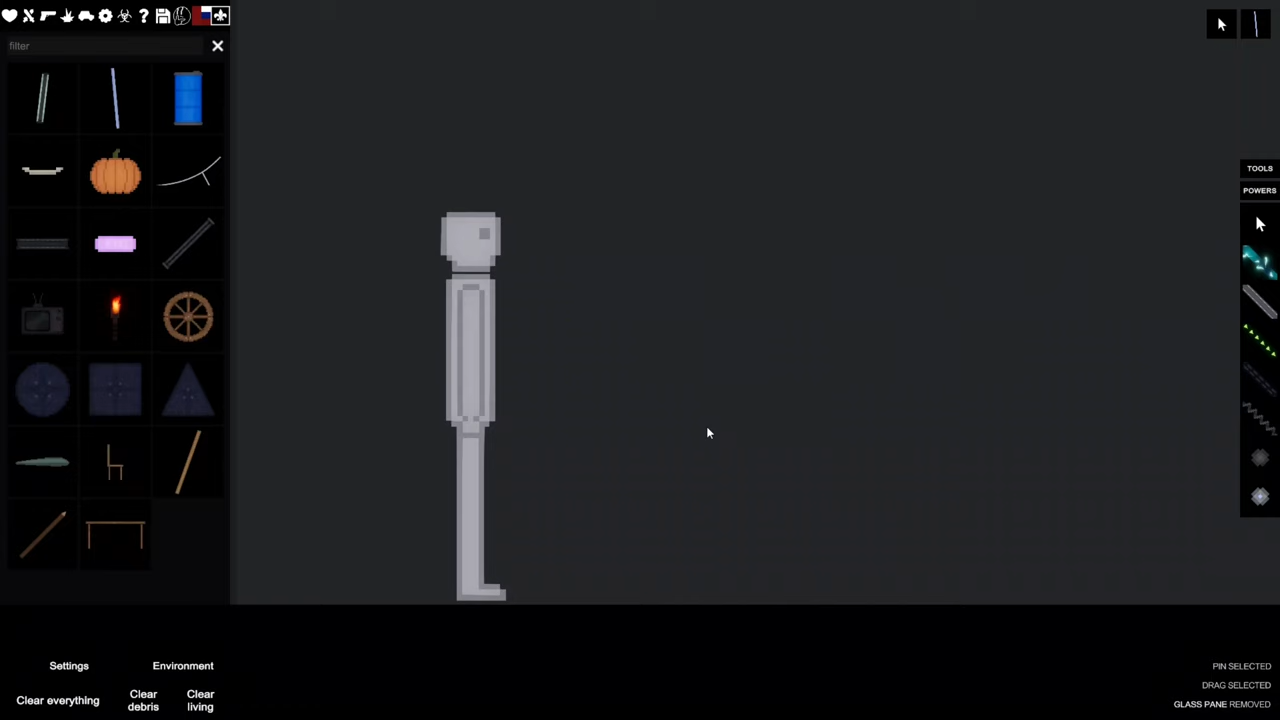 filter
TOOLS
POWERS
Settings
Environment
Clear everything
Clear
debris
Clear
living
PIN SELECTED
DRAG SELECTED
GLASS PANE REMOVED